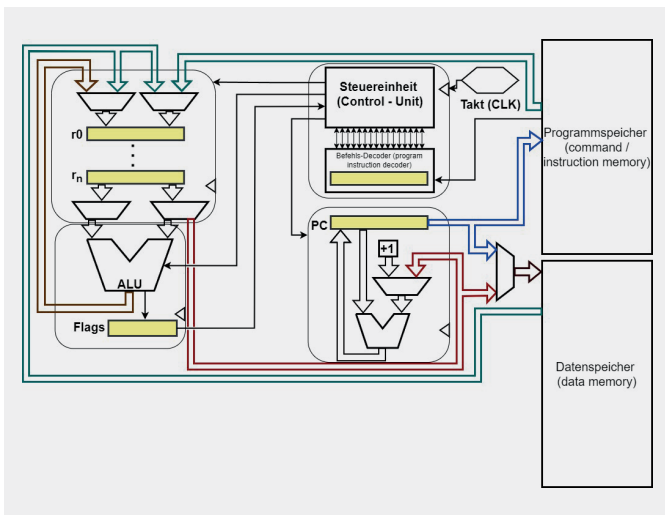 Steuereinheit
(Control - Unit)
Takt (CLK)
r0
Befehls-Decoder (program
instruction decoder)
Programmspeicher
(command /
instruction memory)
rn
PC
+1
ALU
Flags
Datenspeicher
(data memory)